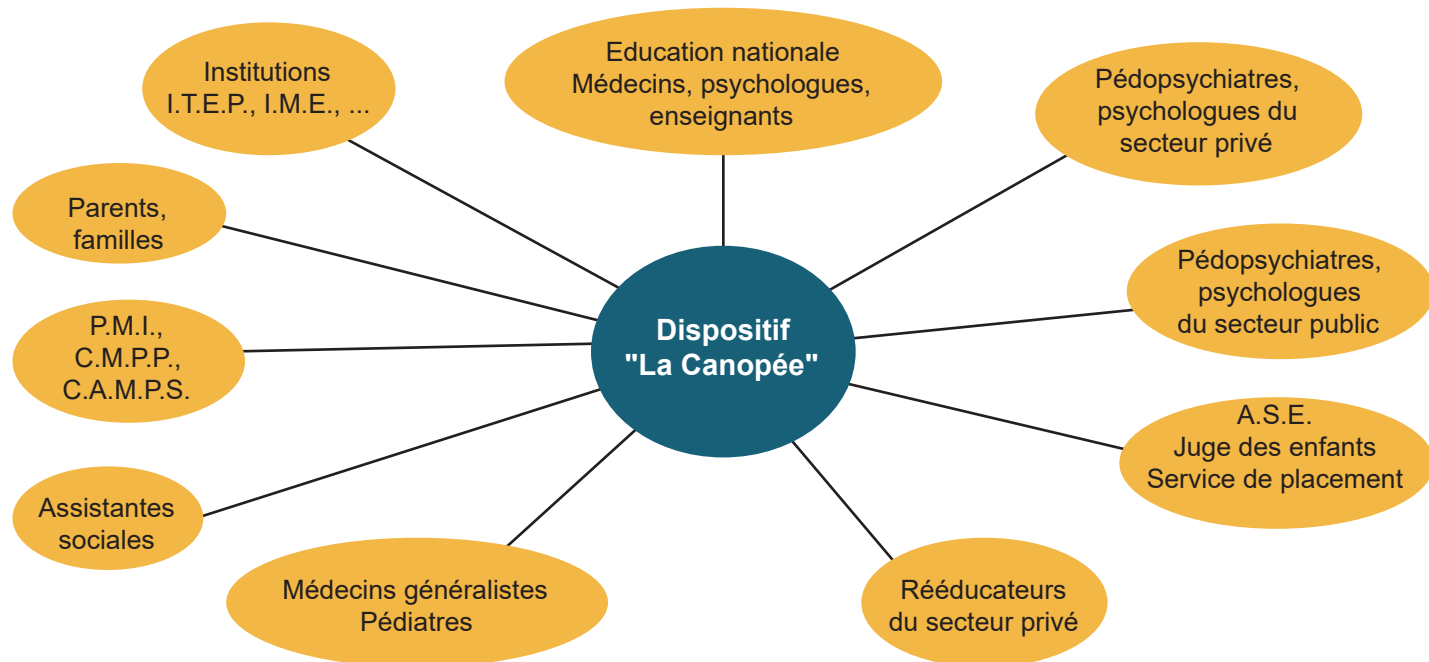 Institutions
I.T.E.P., I.M.E., ...
Education nationale
Médecins, psychologues,
enseignants
Pédopsychiatres,
psychologues du
secteur privé
Parents,
familles
Pédopsychiatres,
psychologues
du secteur public
P.M.I.,
C.M.P.P.,
C.A.M.P.S.
Dispositif
"La Canopée"
A.S.E.
Juge des enfants
Service de placement
Assistantes
sociales
Médecins généralistes
Pédiatres
Rééducateurs
du secteur privé